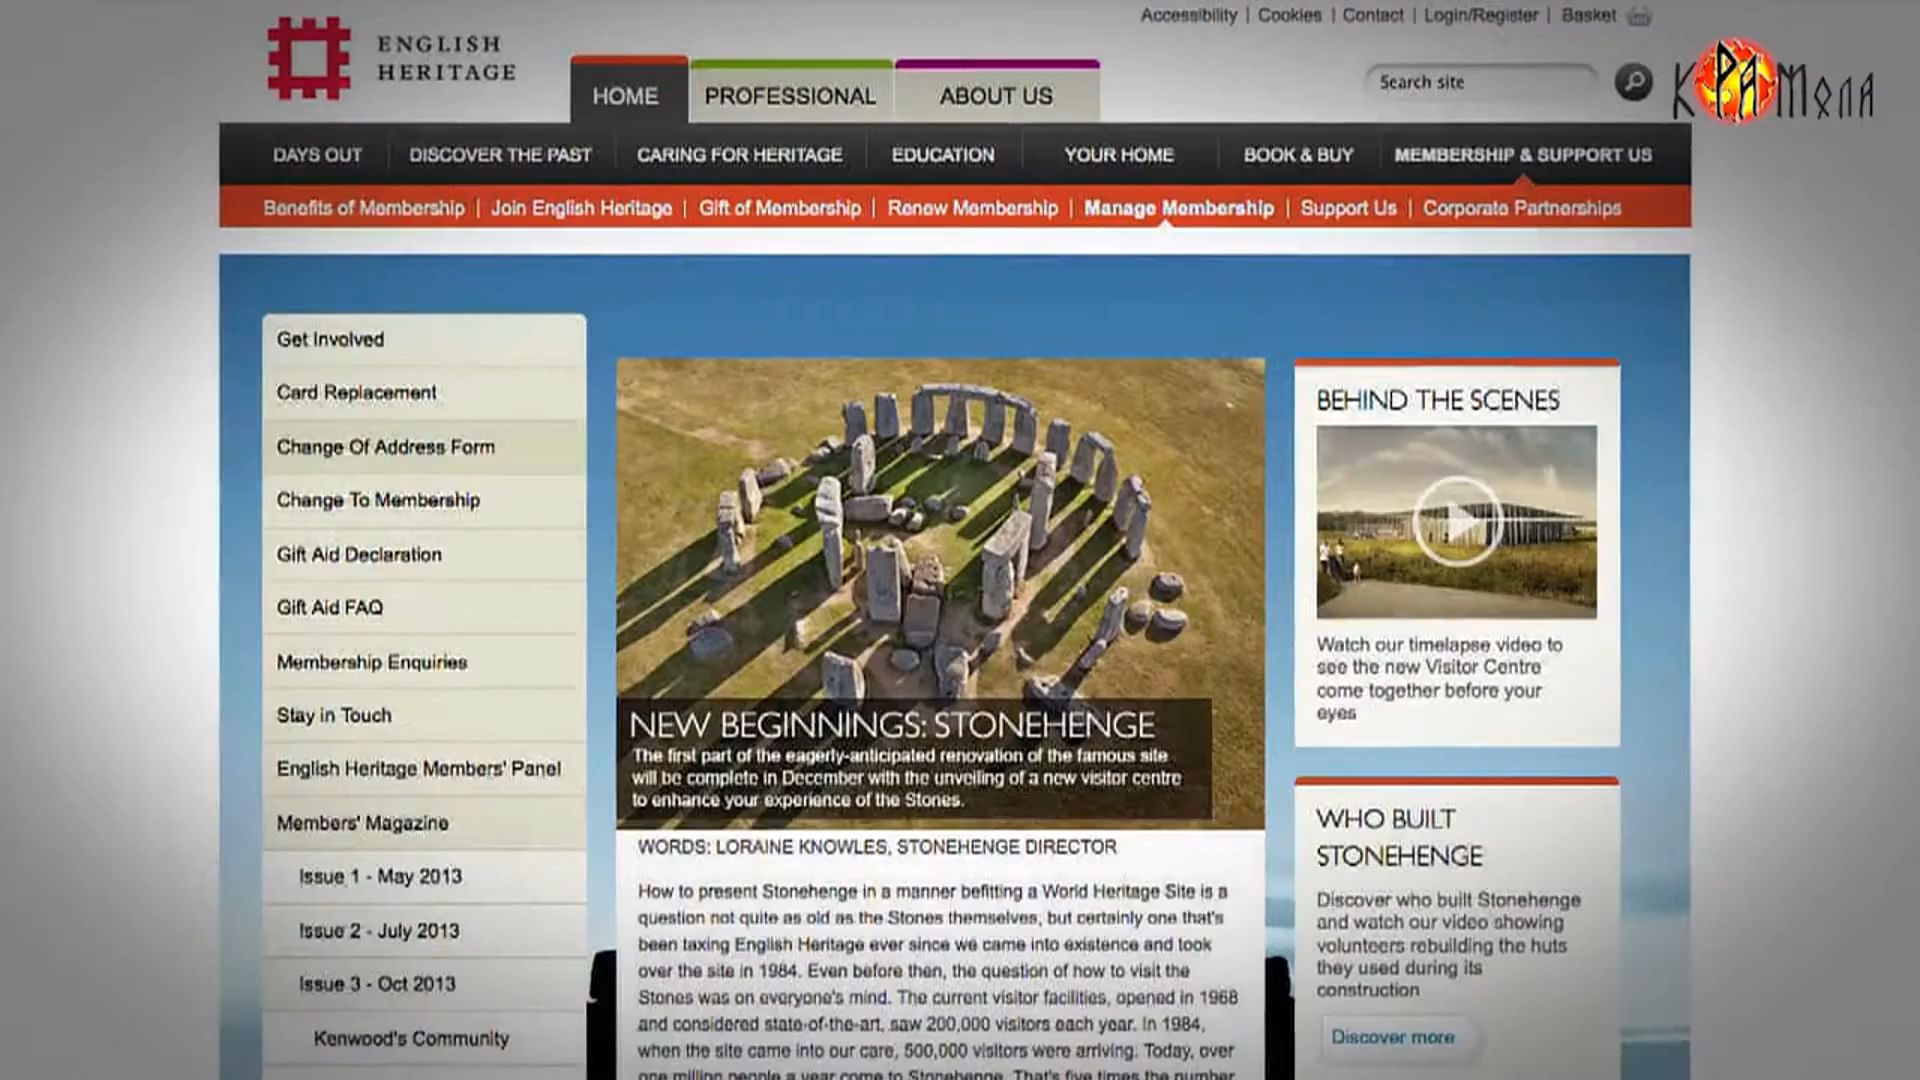 Accessibility | Cookies | Contact | Login/Register | Basket
ENGLISH
HERITAGE
HOME
PROFESSIONAL
ABOUT US
Search site
КРАМОЛА
DAYS OUT
DISCOVER THE PAST
CARING FOR HERITAGE
EDUCATION
YOUR HOME
BOOK & BUY
MEMBERSHIP & SUPPORT US
Benefits of Membership | Join English Heritage | Gift of Membership | Renew Membership | Manage Membership | Support Us | Corporate Partnerships
Get Involved
Card Replacement
Change Of Address Form
Change To Membership
Gift Aid Declaration
Gift Aid FAQ
Membership Enquiries
Stay in Touch
English Heritage Members' Panel
Members' Magazine
Issue 1 - May 2013
Issue 2 - July 2013
Issue 3 - Oct 2013
Kenwood's Community
NEW BEGINNINGS: STONEHENGE
The first part of the eagerly-anticipated renovation of the famous site
will be complete in December with the unveiling of a new visitor centre
to enhance your experience of the Stones.
WORDS: LORAINE KNOWLES, STONEHENGE DIRECTOR
How to present Stonehenge in a manner befitting a World Heritage Site is a
question not quite as old as the Stones themselves, but certainly one that's
been taxing English Heritage ever since we came into existence and took
over the site in 1984. Even before then, the question of how to visit the
Stones was on everyone's mind. The current visitor facilities, opened in 1968
and considered state-of-the-art, saw 200,000 visitors each year. In 1984,
when the site came into our care, 500,000 visitors were arriving. Today, over
one million people a year come to Stonehenge. That's five times the number
BEHIND THE SCENES
Watch our timelapse video to
see the new Visitor Centre
come together before your
eyes
WHO BUILT
STONEHENGE
Discover who built Stonehenge
and watch our video showing
volunteers rebuilding the huts
they used during its
construction
Discover more